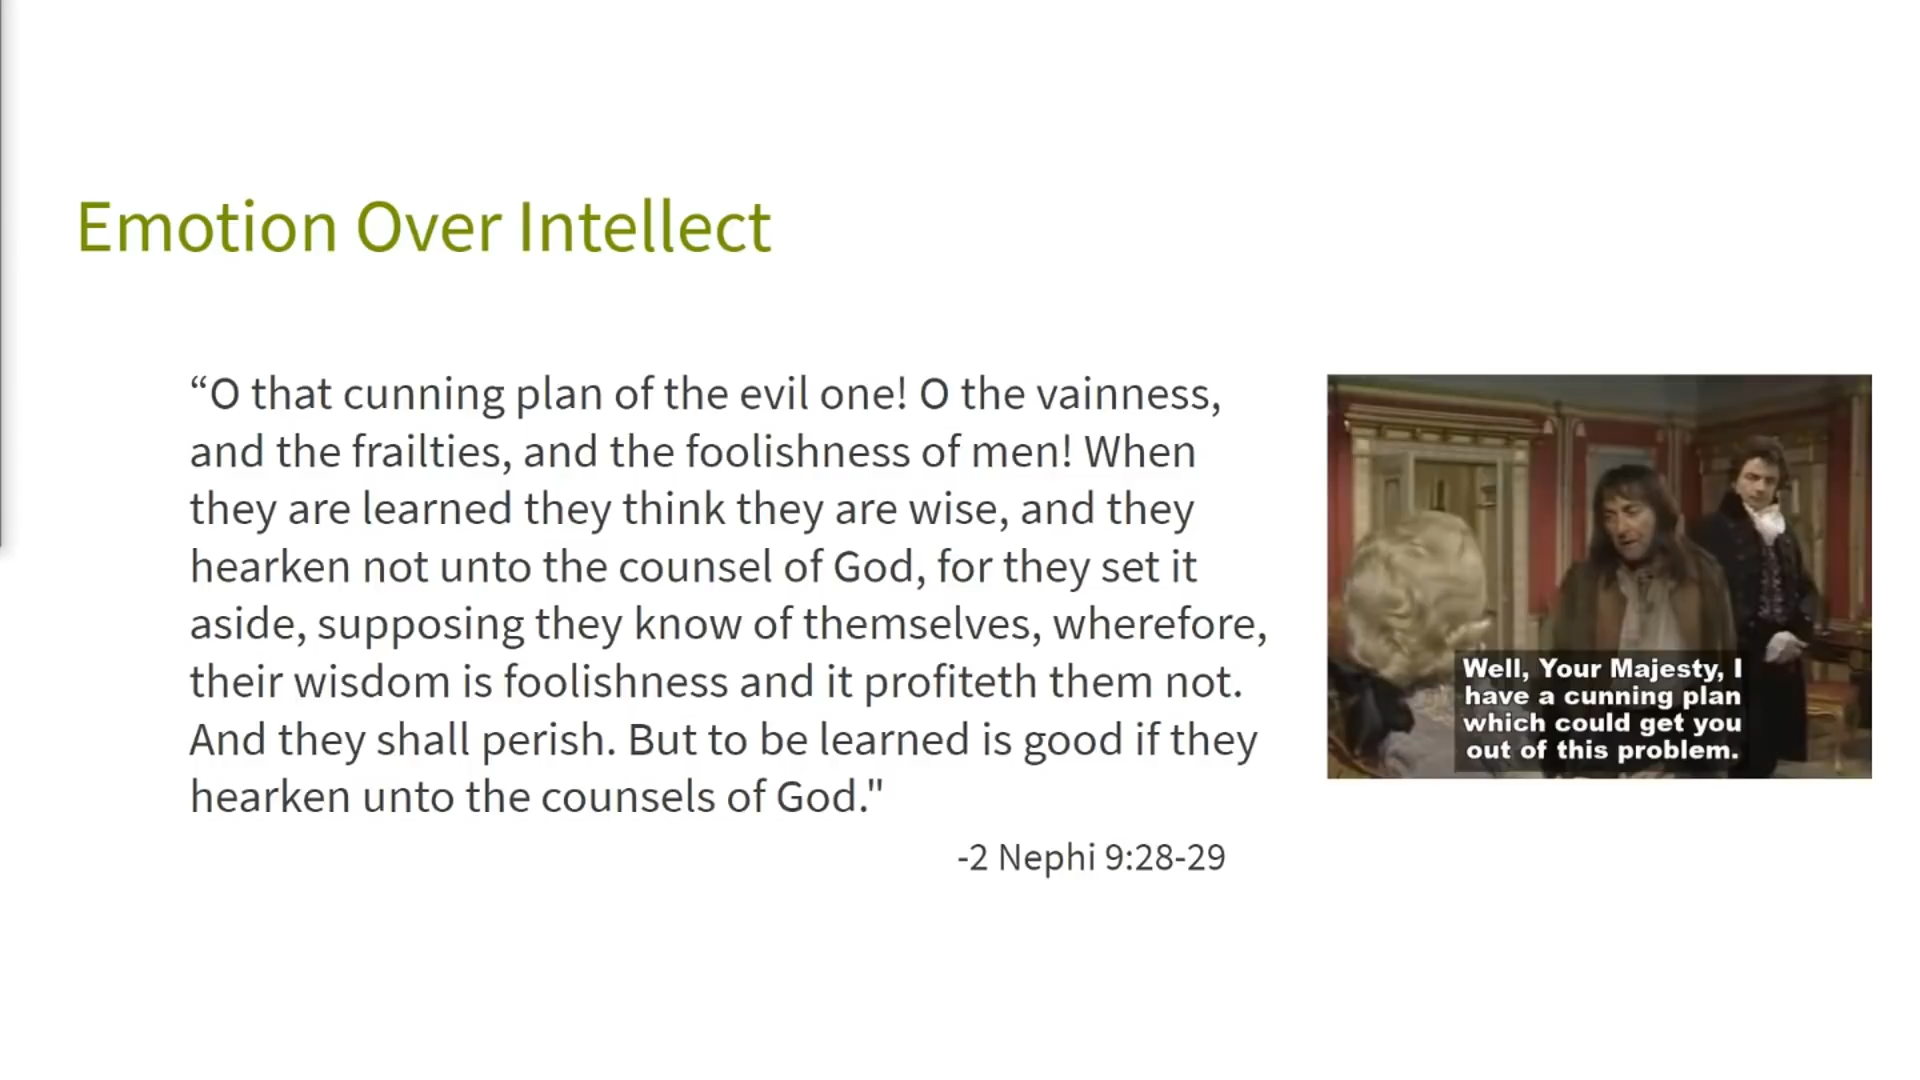 Emotion Over Intellect
“O that cunning plan of the evil one! O the vainness,
and the frailties, and the foolishness of men! When
they are learned they think they are wise, and they
hearken not unto the counsel of God, for they set it
aside, supposing they know of themselves, wherefore,
their wisdom is foolishness and it profiteth them not.
And they shall perish. But to be learned is good if they
hearken unto the counsels of God."
-2 Nephi 9:28-29
Well, Your Majesty, I
have a cunning plan
which could get you
out of this problem.